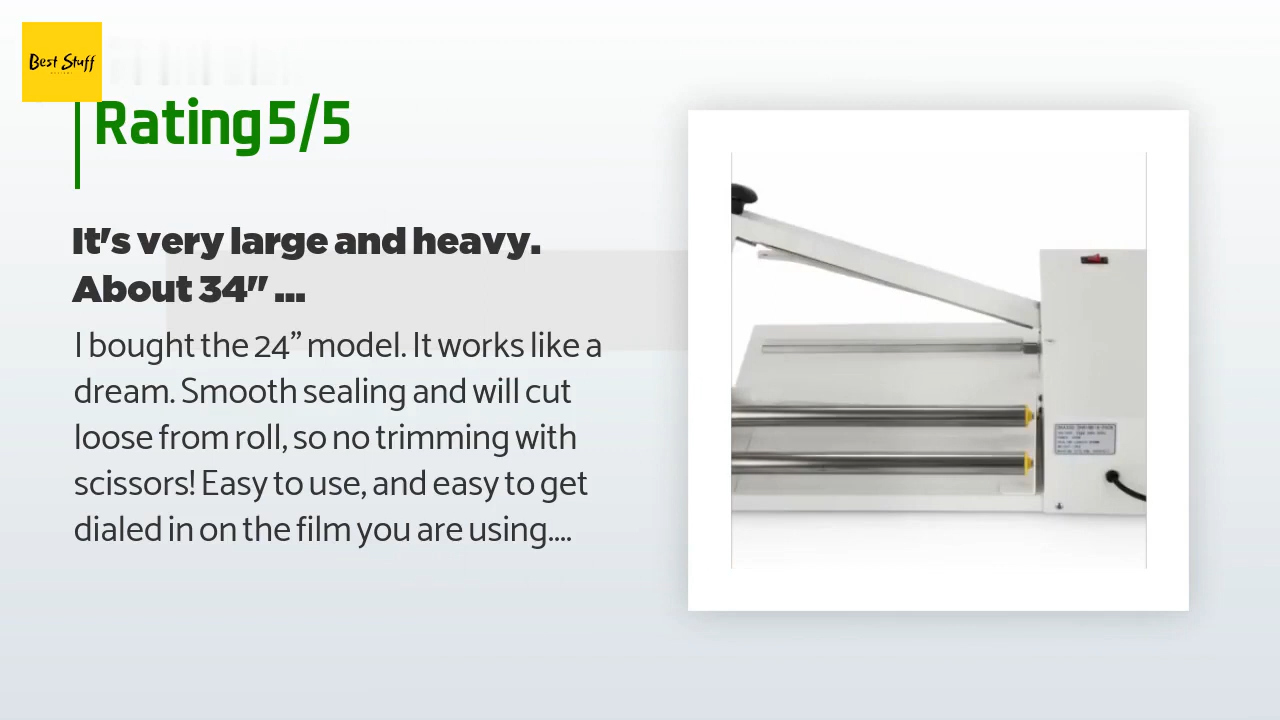 Best Stuff
Rating 5/5
It's very large and heavy.
About 34" ...
I bought the 24” model. It works like a
dream. Smooth sealing and will cut
loose from roll, so no trimming with
scissors! Easy to use, and easy to get
dialed in on the film you are using....